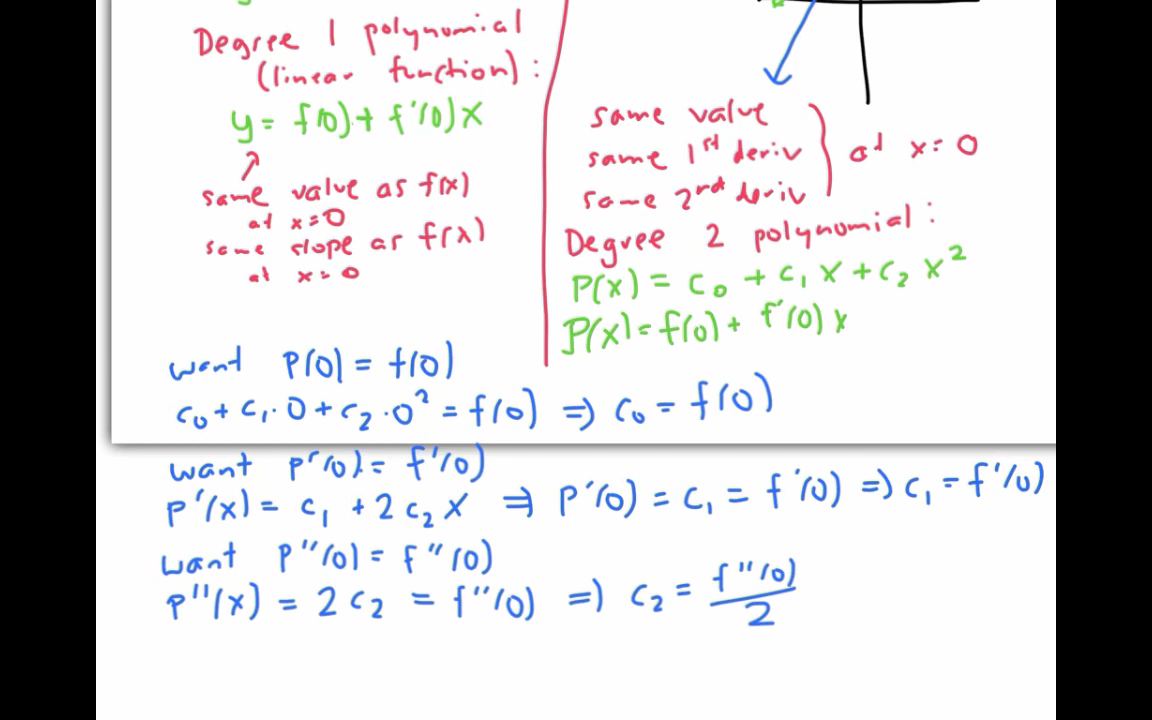 Degree 1 polynomial
(linear function):
y = f(0) + f'(0)x
same value as f(x)
at x=0
same slope as f(x)
at x=0
same value
same 1st deriv
same 2rd deriv
} at x=0
Degree 2 polynomial:
P(x) = c₀ + c₁x + c₂x²
P(x) = f(0) + f'(0)x
want P(0) = f(0)
c₀ + c₁·0 + c₂·0² = f(0) ⇒ c₀ = f(0)
want P'(0) = f'(0)
P'(x) = c₁ + 2c₂x ⇒ P'(0) = c₁ = f'(0) ⇒ c₁ = f'(0)
want P''(0) = f''(0)
P''(x) = 2c₂ = f''(0) ⇒ c₂ = f''(0)/2